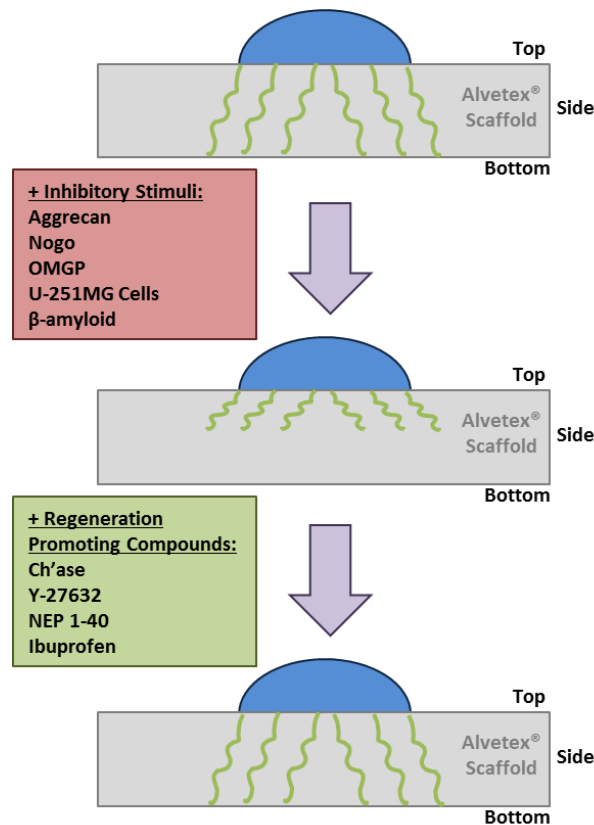 Top
Alvetex®
Scaffold
Side
Bottom
+ Inhibitory Stimuli:
Aggrecan
Nogo
OMGP
U-251MG Cells
β-amyloid
Top
Alvetex®
Scaffold
Side
Bottom
+ Regeneration
Promoting Compounds:
Ch’ase
Y-27632
NEP 1-40
Ibuprofen
Top
Alvetex®
Scaffold
Side
Bottom